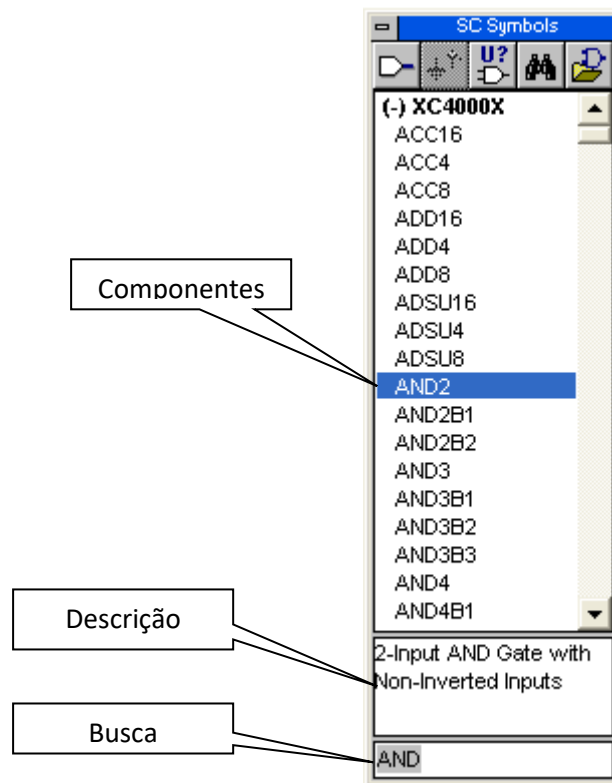 SC Symbols
U?
(-) XC4000X
ACC16
ACC4
ACC8
ADD16
ADD4
ADD8
Componentes
ADSU16
ADSU4
ADSU8
AND2
AND2B1
AND2B2
AND3
AND3B1
AND3B2
AND3B3
AND4
AND4B1
Descrição
2-Input AND Gate with
Non-Inverted Inputs
Busca
AND